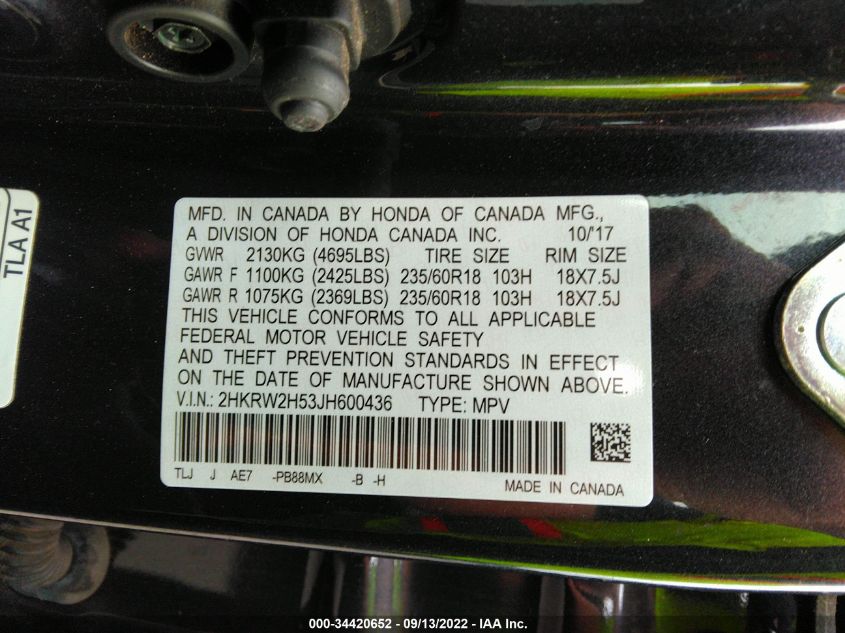 TLA A1
MFD. IN CANADA BY HONDA OF CANADA MFG.,
A DIVISION OF HONDA CANADA INC. 10/'17
GVWR 2130KG (4695LBS) TIRE SIZE RIM SIZE
GAWR F 1100KG (2425LBS) 235/60R18 103H 18X7.5J
GAWR R 1075KG (2369LBS) 235/60R18 103H 18X7.5J
THIS VEHICLE CONFORMS TO ALL APPLICABLE
FEDERAL MOTOR VEHICLE SAFETY
AND THEFT PREVENTION STANDARDS IN EFFECT
ON THE DATE OF MANUFACTURE SHOWN ABOVE.
V.I.N.: 2HKRW2H53JH600436 TYPE: MPV
TLJ J AE7 -PB88MX -B -H
MADE IN CANADA
000-34420652 - 09/13/2022 - IAA Inc.